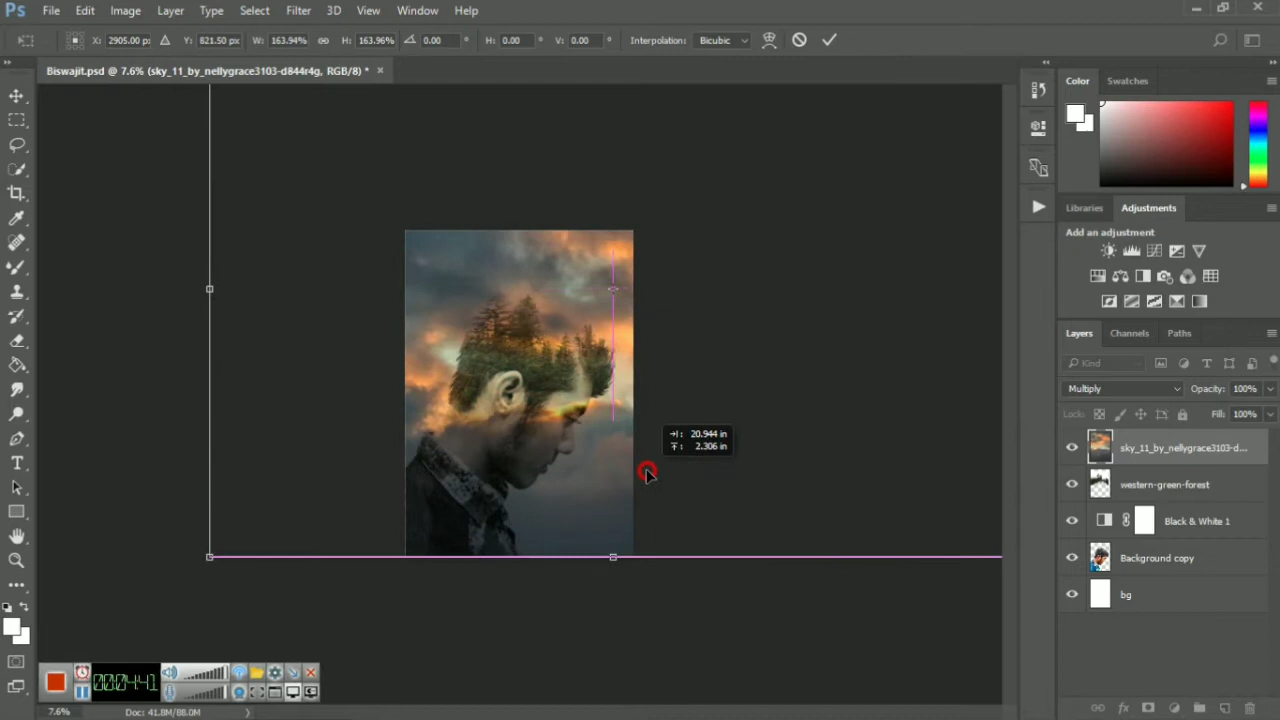 Ps File Edit Image Layer Type Select Filter 3D View Window Help
X: 2905.00 px Y: 821.50 px W: 163.94% H: 163.96% 0.00 H: 0.00 V: 0.00 Interpolation: Bicubic
Biswajit.psd @ 7.6% (sky_11_by_nellygrace3103-d844r4g, RGB/8) * ×
Color Swatches
Libraries Adjustments
Add an adjustment
Layers Channels Paths
Kind
Multiply Opacity: 100%
Locks: Fill: 100%
20.944 in
2.306 in
sky_11_by_nellygrace3103-d...
western-green-forest
Black & White 1
Background copy
bg
00:04:41
7.6% Doc: 41.8M/88.0M